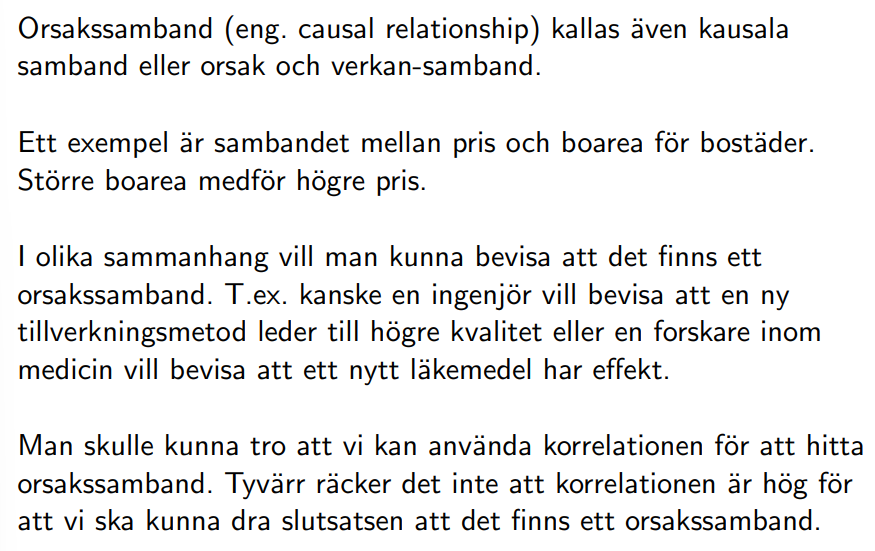 Orsakssamband (eng. causal relationship) kallas även kausala
samband eller orsak och verkan-samband.
Ett exempel är sambandet mellan pris och boarea för bostäder.
Större boarea medför högre pris.
I olika sammanhang vill man kunna bevisa att det finns ett
orsakssamband. T.ex. kanske en ingenjör vill bevisa att en ny
tillverkningsmetod leder till högre kvalitet eller en forskare inom
medicin vill bevisa att ett nytt läkemedel har effekt.
Man skulle kunna tro att vi kan använda korrelationen för att hitta
orsakssamband. Tyvärr räcker det inte att korrelationen är hög för
att vi ska kunna dra slutsatsen att det finns ett orsakssamband.